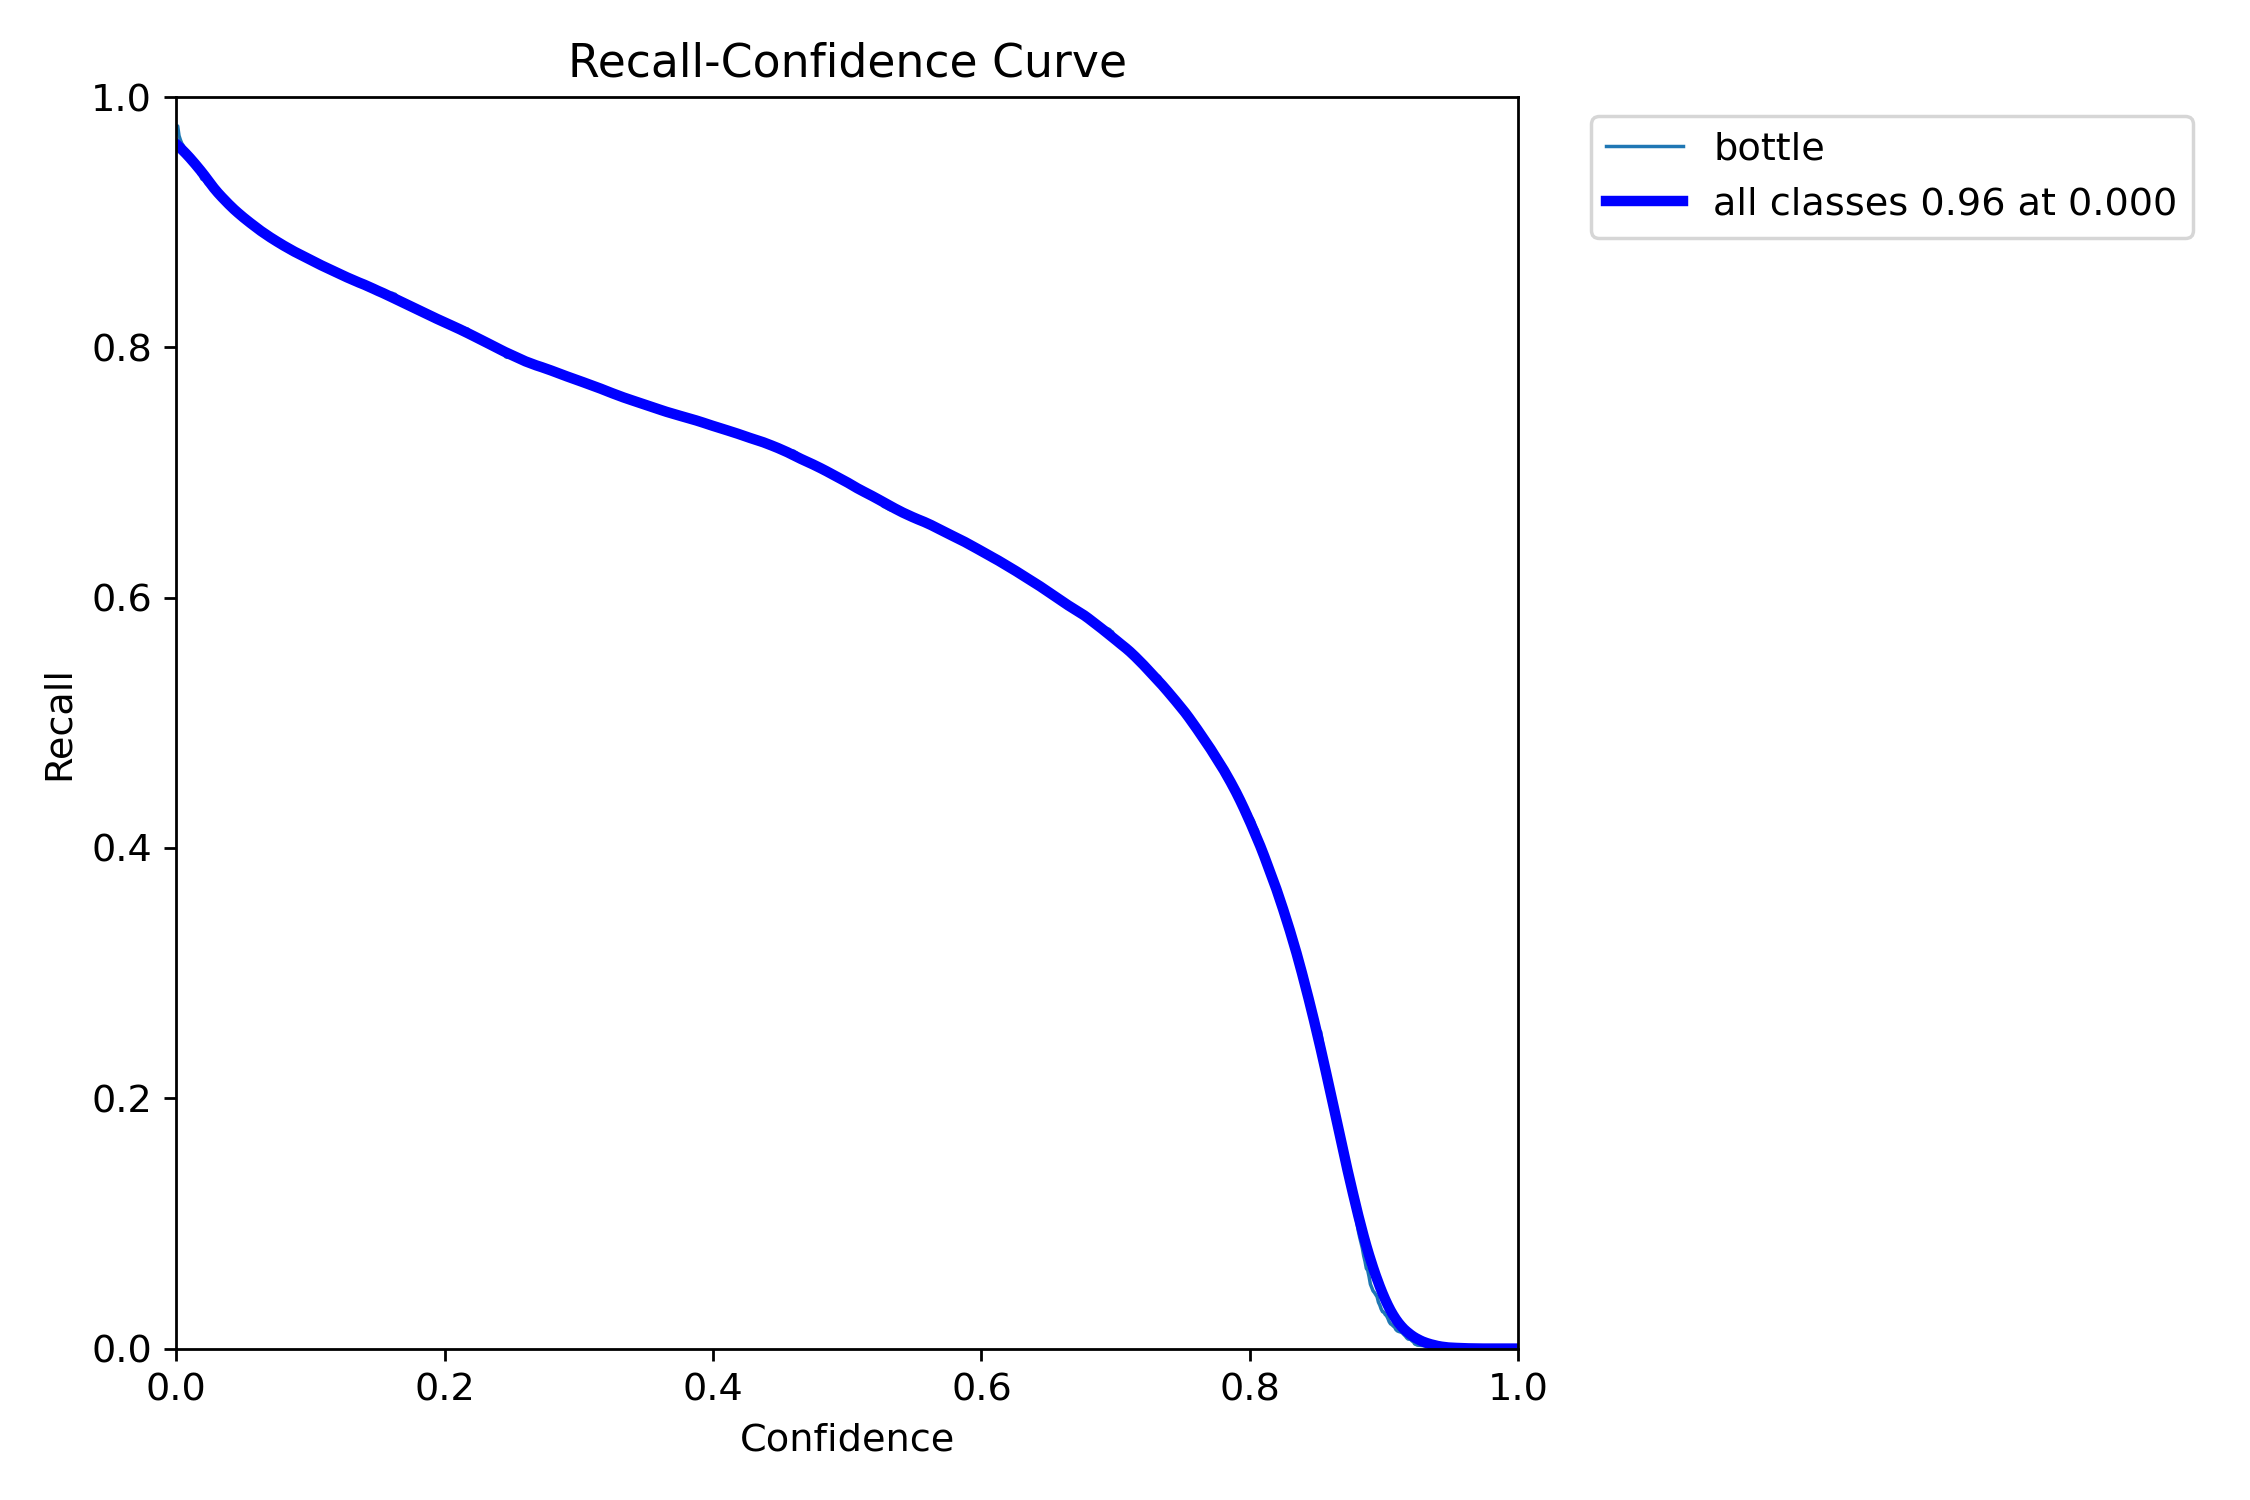 Recall-Confidence Curve
1.0
0.8
0.6
0.4
0.2
0.0
Recall
0.0 0.2 0.4 0.6 0.8 1.0
Confidence
bottle
all classes 0.96 at 0.000